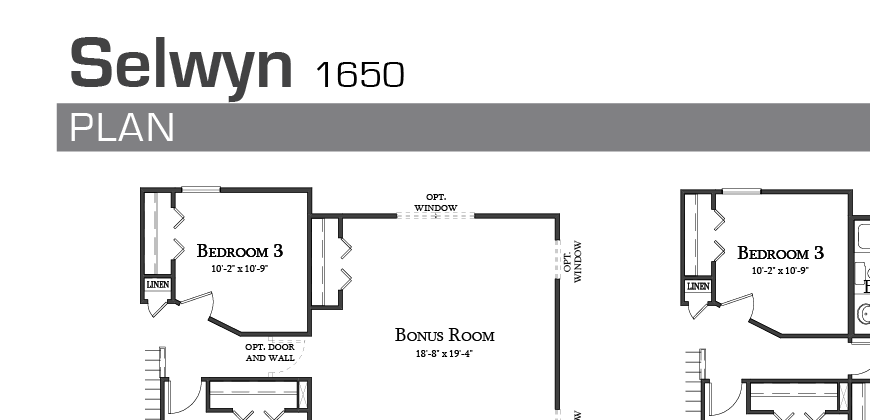 Selwyn 1650
PLAN
OPT.
WINDOW
BEDROOM 3
10'-2" x 10'-9"
LINEN
OPT.
WINDOW
BONUS ROOM
18'-8" x 19'-4"
OPT. DOOR
AND WALL
BEDROOM 3
10'-2" x 10'-9"
LINEN